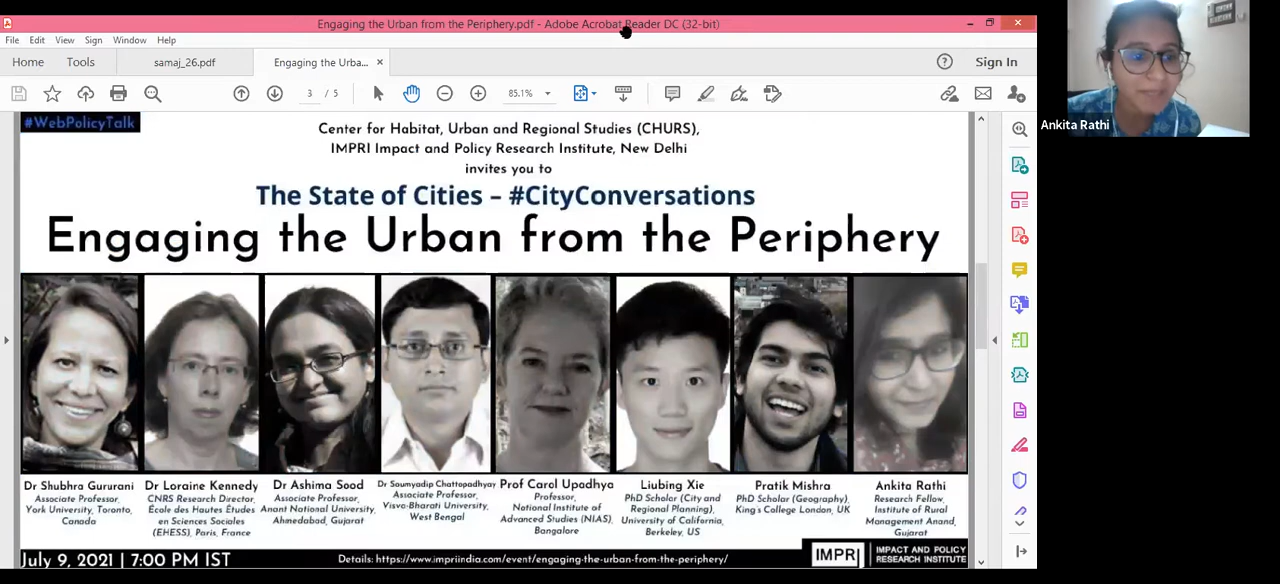 Engaging the Urban from the Periphery.pdf - Adobe Acrobat Reader DC (32-bit)
File Edit View Sign Window Help
Home Tools samaj_26.pdf Engaging the Urba... × Sign In
3 / 5 85.1%
#WebPolicyTalk
Center for Habitat, Urban and Regional Studies (CHURS),
IMPRI Impact and Policy Research Institute, New Delhi
invites you to
The State of Cities – #CityConversations
Engaging the Urban from the Periphery
Dr Shubhra Gururani
Associate Professor,
York University, Toronto,
Canada
Dr Loraine Kennedy
CNRS Research Director,
École des Hautes Études
en Sciences Sociales
(EHESS), Paris, France
Dr Ashima Sood
Associate Professor,
Anant National University,
Ahmedabad, Gujarat
Dr Soumyadip Chattopadhyay
Associate Professor,
Visva-Bharati University,
West Bengal
Prof Carol Upadhya
Professor,
National Institute of
Advanced Studies (NIAS),
Bangalore
Liubing Xie
PhD Scholar (City and
Regional Planning),
University of California,
Berkeley, US
Pratik Mishra
PhD Scholar (Geography),
King's College London, UK
Ankita Rathi
Research Fellow,
Institute of Rural
Management Anand,
Gujarat
July 9, 2021 | 7:00 PM IST
Details: https://www.impriindia.com/event/engaging-the-urban-from-the-periphery/
IMPRI
IMPACT AND POLICY
RESEARCH INSTITUTE
Ankita Rathi